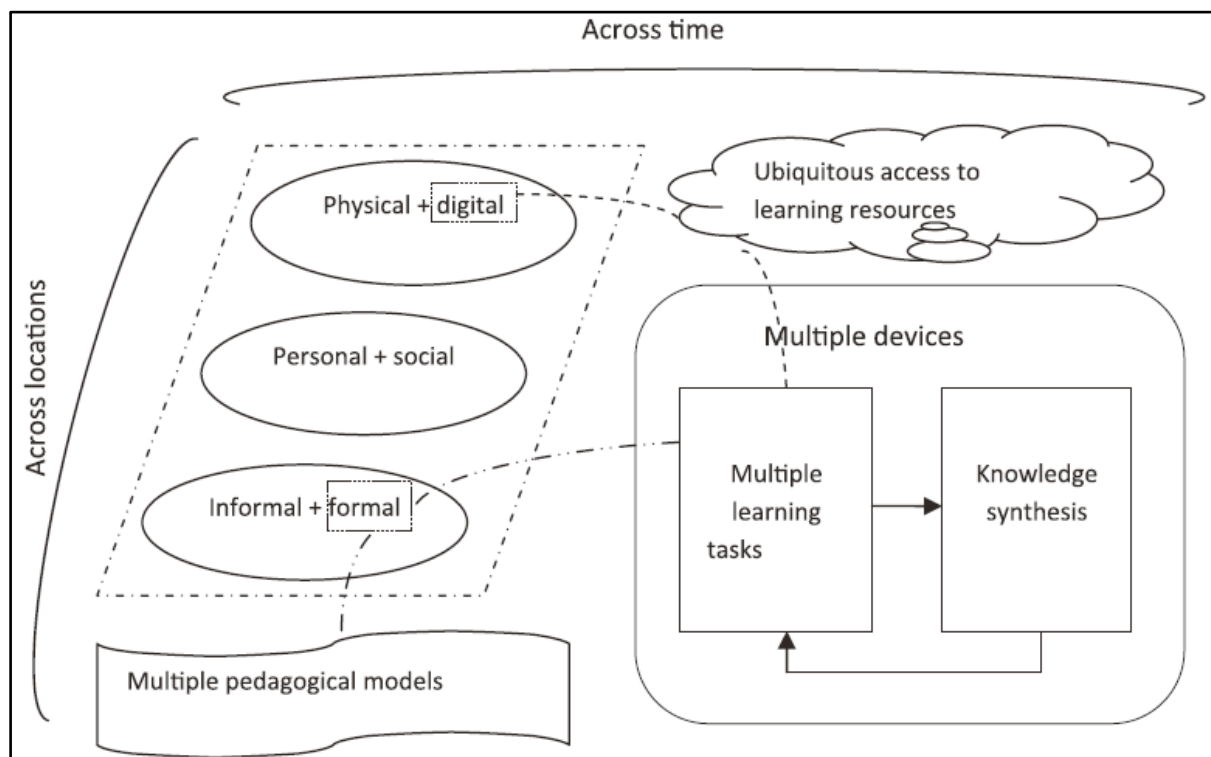 Across time
Across locations
Physical + digital
Ubiquitous access to
learning resources
Personal + social
Multiple devices
Informal + formal
Multiple
learning
tasks
Knowledge
synthesis
Multiple pedagogical models